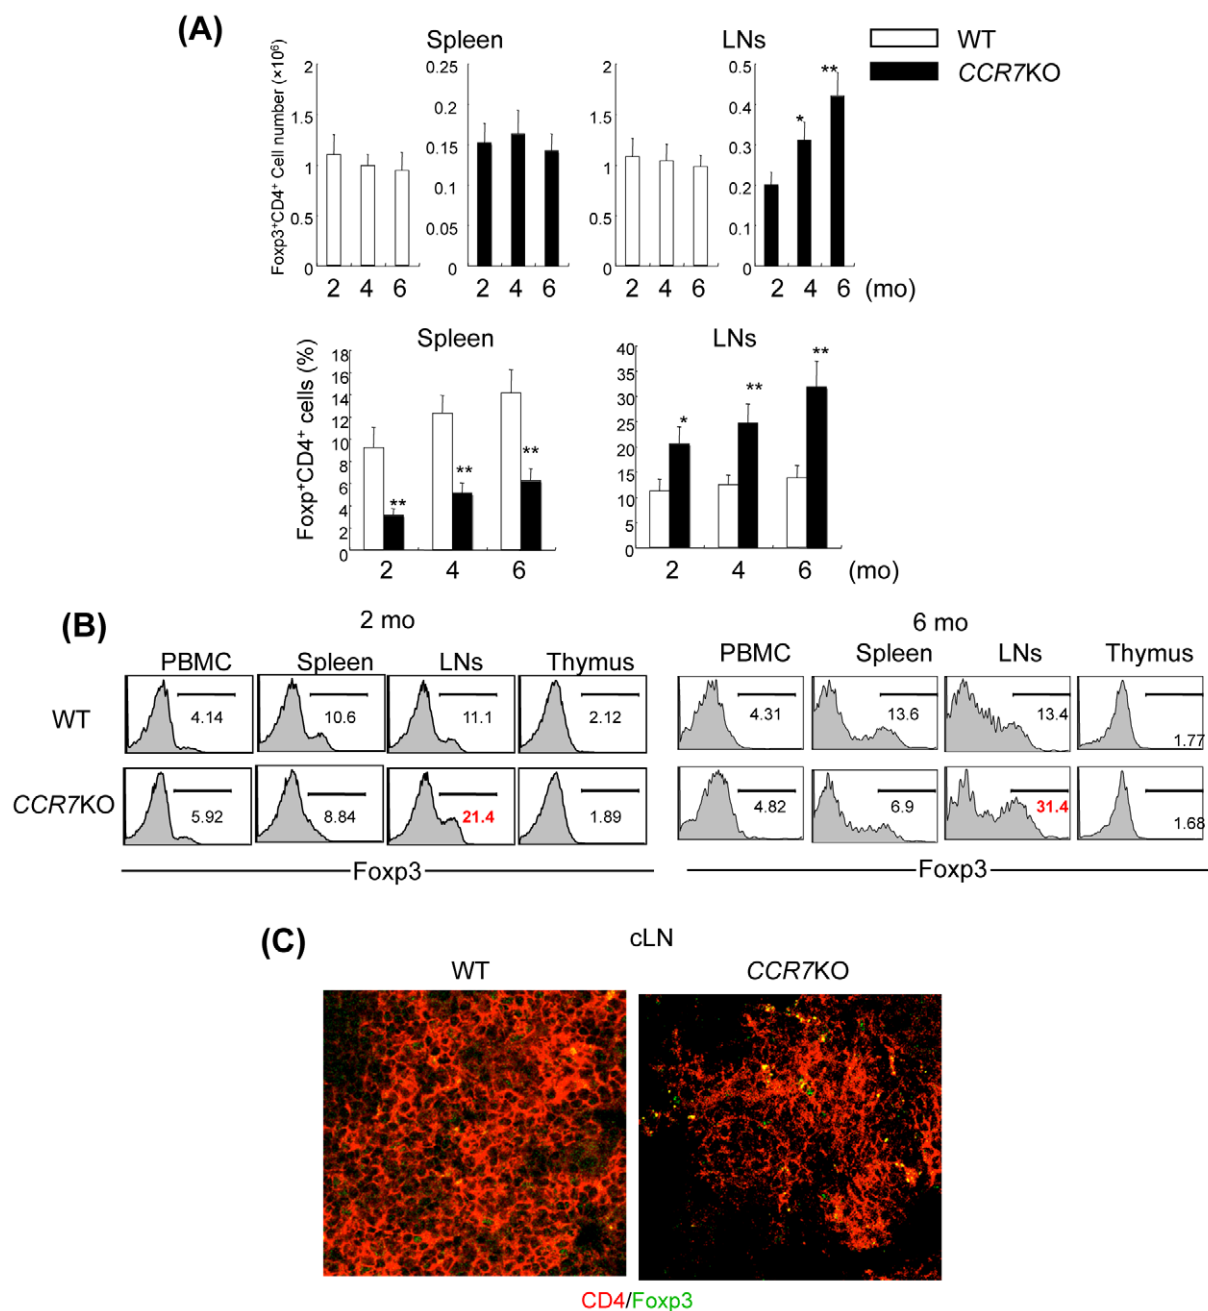 (A)
Spleen
LNs
WT
CCR7KO
Foxp3⁺CD4⁺ Cell number (×10⁶)
2
1.5
1
0.5
0
0.25
0.2
0.15
0.1
0.05
0
2
1.5
1
0.5
0
0.5
0.4
0.3
0.2
0.1
0
*
**
2 4 6
2 4 6
2 4 6
2 4 6 (mo)
Spleen
LNs
Foxp⁺CD4⁺ cells (%)
18
16
14
12
10
8
6
4
2
0
**
**
**
40
35
30
25
20
15
10
5
0
*
**
**
2 4 6
2 4 6 (mo)
(B)
2 mo
6 mo
PBMC Spleen LNs Thymus
PBMC Spleen LNs Thymus
WT
4.14 10.6 11.1 2.12
4.31 13.6 13.4 1.77
CCR7KO
5.92 8.84 21.4 1.89
4.82 6.9 31.4 1.68
Foxp3
Foxp3
(C)
cLN
WT
CCR7KO
CD4/Foxp3